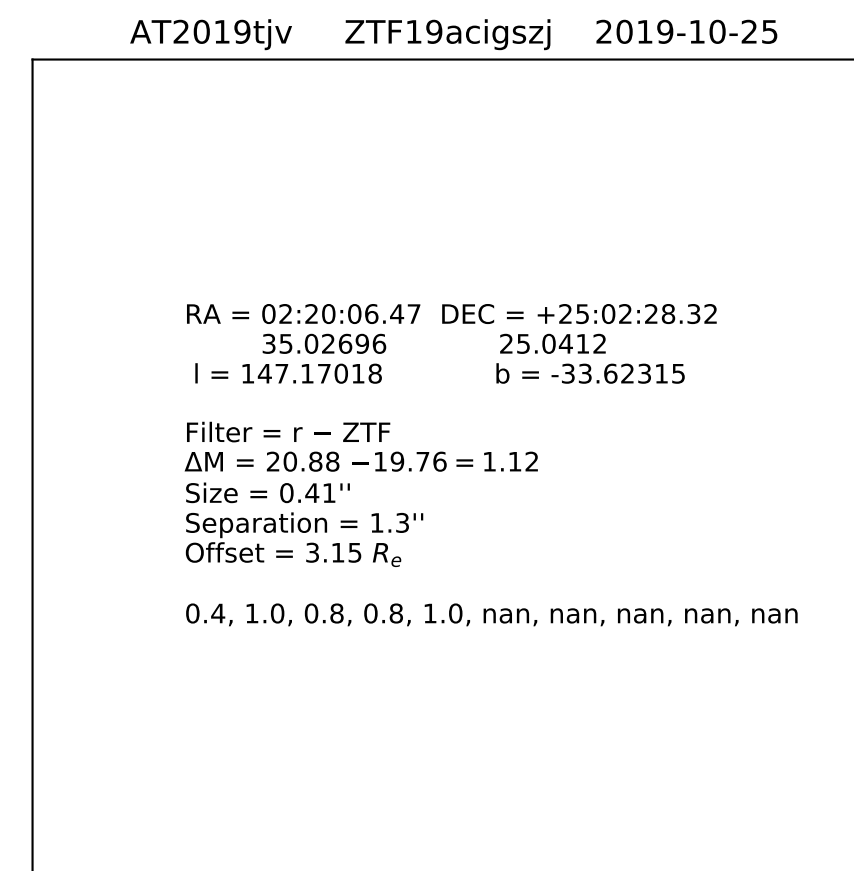 AT2019tjv ZTF19acigszj 2019-10-25
RA = 02:20:06.47 DEC = +25:02:28.32
35.02696 25.0412
l = 147.17018 b = -33.62315
Filter = r − ZTF
ΔM = 20.88 −19.76 = 1.12
Size = 0.41''
Separation = 1.3''
Offset = 3.15 Rₑ
0.4, 1.0, 0.8, 0.8, 1.0, nan, nan, nan, nan, nan